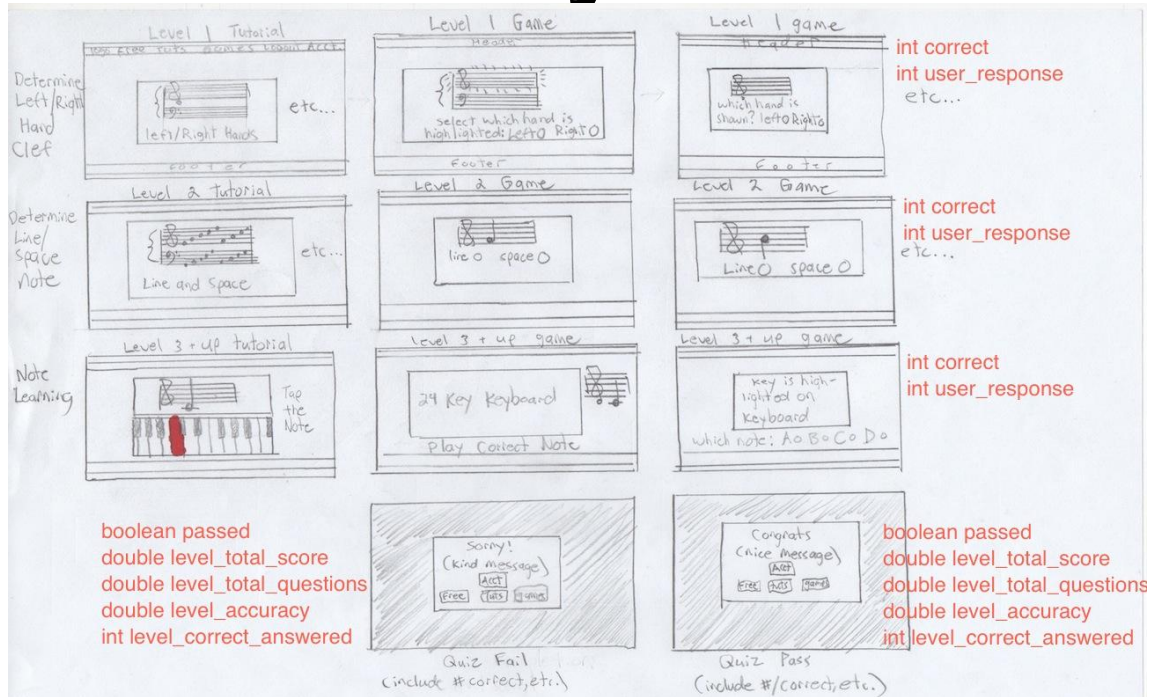 Level 1 Tutorial
Level 1 Game
Level 1 game
Free Tuts Games Acct.
Header
Header
int correct
int user_response
etc...
Determine
Left/Right
Hand
Clef
etc...
left/Right Hands
select which hand is
highlighted: Left O Right O
which hand is
shown? left O Right O
Footer
Footer
Footer
Level 2 Tutorial
Level 2 Game
Level 2 Game
Determine
Line/
Space
Note
etc...
Line and Space
line O space O
Line O space O
int correct
int user_response
etc...
Level 3 + up tutorial
Level 3 + up game
Level 3 + up game
Note
Learning
Tap
the
Note
24 Key Keyboard
Play Correct Note
Key is high-
lighted on
Keyboard
which note: A O B O C O D O
int correct
int user_response
boolean passed
double level_total_score
double level_total_questions
double level_accuracy
int level_correct_answered
Sorry!
(kind message)
Acct
Free Tuts games
Quiz Fail
(include # correct, etc.)
Congrats
(nice message)
Acct
Free Tuts game
Quiz Pass
(include #/correct, etc.)
boolean passed
double level_total_score
double level_total_questions
double level_accuracy
int level_correct_answered